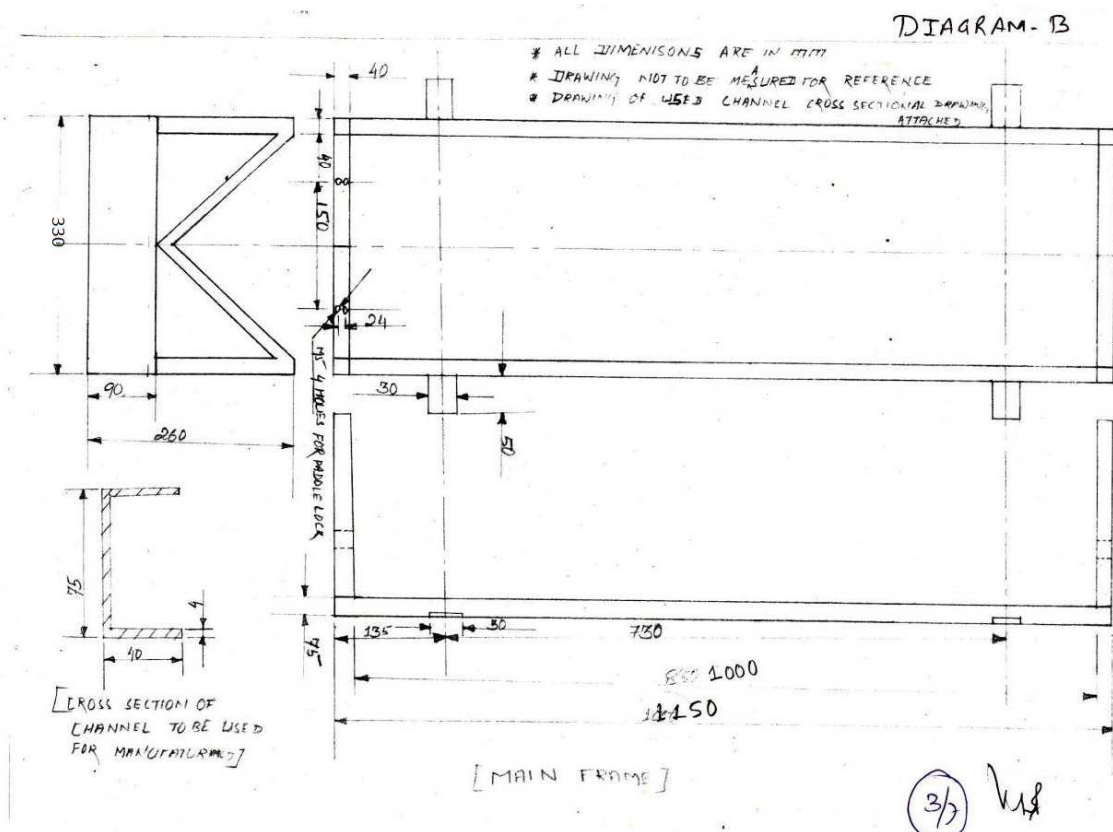 DIAGRAM-B
* ALL DIMENISONS ARE IN mm
* DRAWING NOT TO BE MEASURED FOR REFERENCE
* DRAWING OF USED CHANNEL CROSS SECTIONAL DRAWING
ATTACHED
40
330
40
150
24
M5 4 HOLES FOR PADDLE LOCK
90
260
30
50
75
4
40
75
135
30
730
1000
1150
[CROSS SECTION OF
CHANNEL TO BE USED
FOR
[MAIN FRAME]
3/7